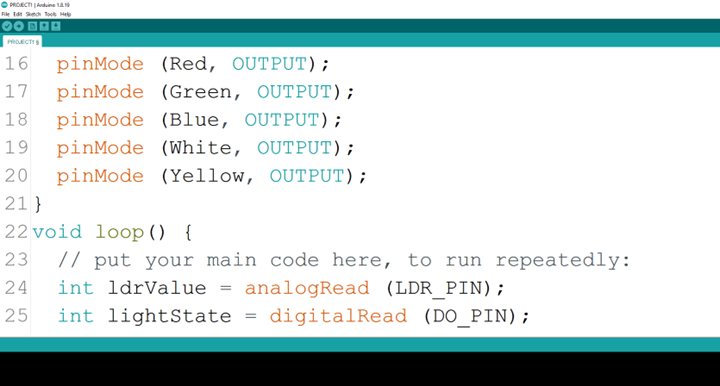 PROJECT1 | Arduino 1.8.19
File Edit Sketch Tools Help
PROJECT1 §
16 pinMode (Red, OUTPUT);
17 pinMode (Green, OUTPUT);
18 pinMode (Blue, OUTPUT);
19 pinMode (White, OUTPUT);
20 pinMode (Yellow, OUTPUT);
21 }
22 void loop() {
23 // put your main code here, to run repeatedly:
24 int ldrValue = analogRead (LDR_PIN);
25 int lightState = digitalRead (DO_PIN);